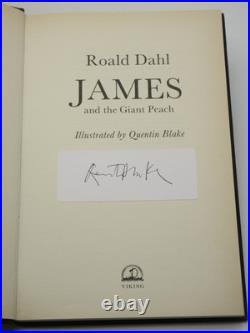 Roald Dahl
JAMES
and the Giant Peach
Illustrated by Quentin Blake
VIKING